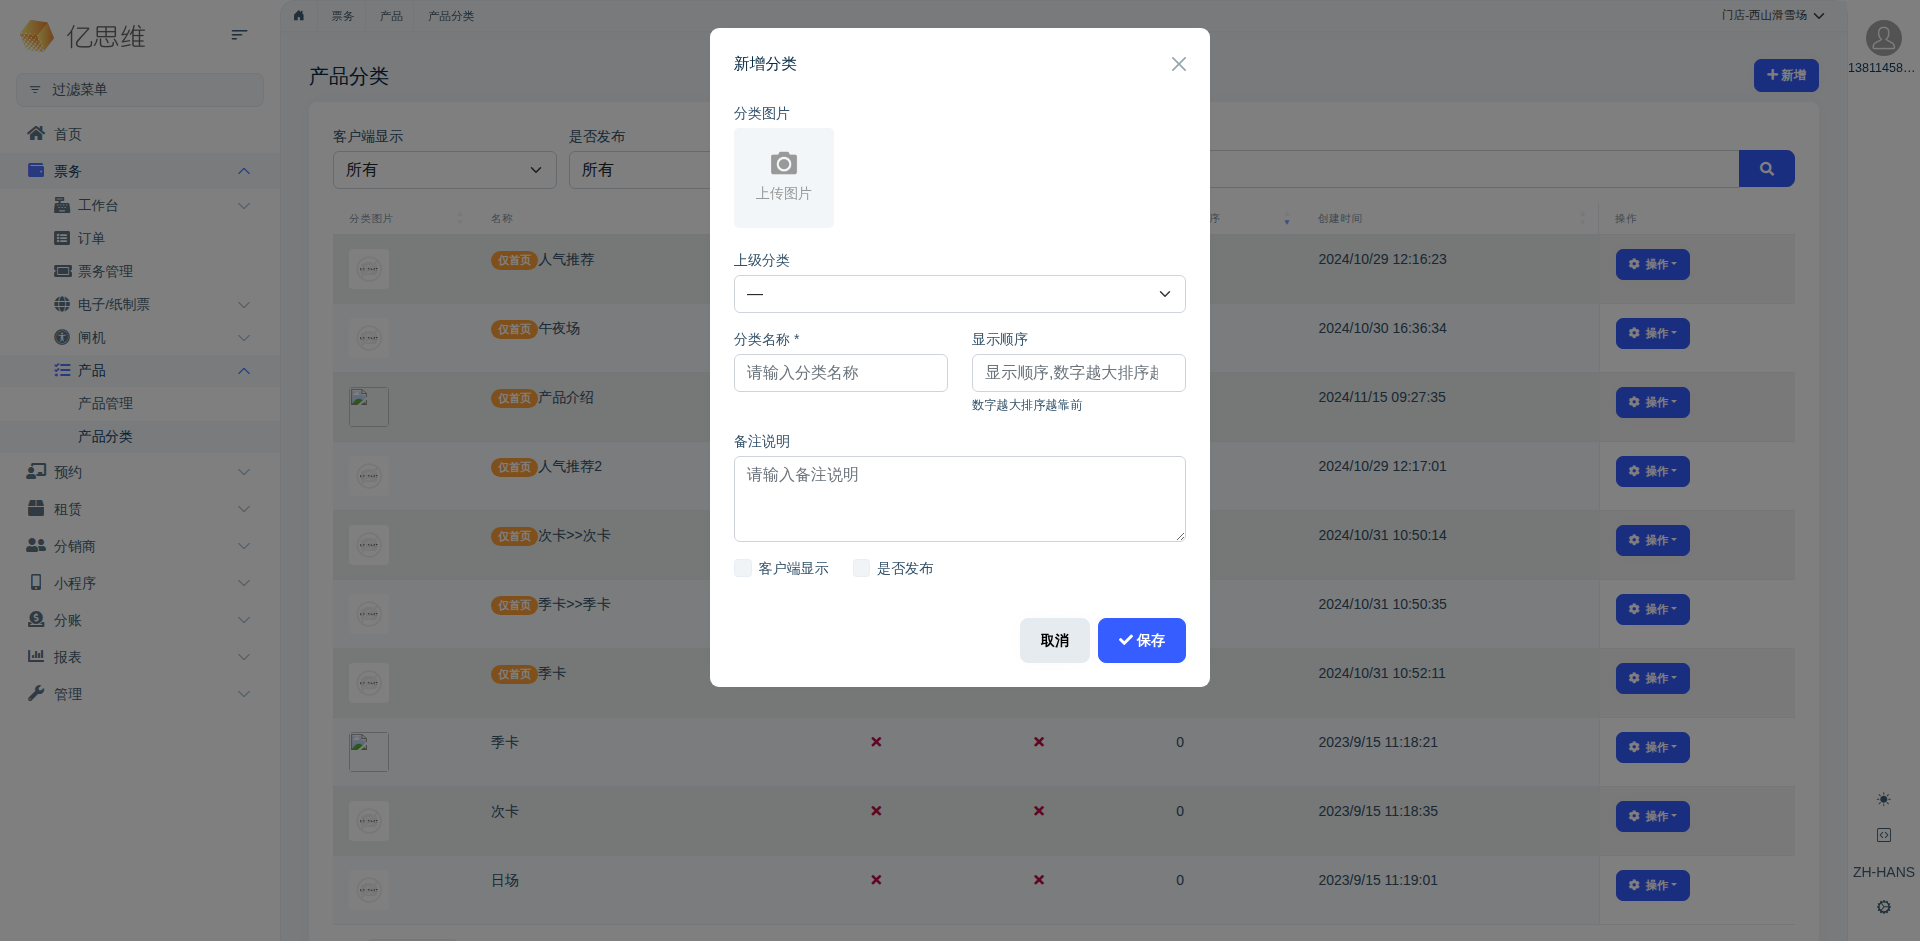 亿思维
过滤菜单
首页
票务
工作台
订单
票务管理
电子/纸制票
闸机
产品
产品管理
产品分类
预约
租赁
分销商
小程序
分账
报表
管理
票务 产品 产品分类
门店-西山滑雪场
13811458...
产品分类
新增
客户端显示 是否发布
所有 所有
分类图片 名称 序 创建时间 操作
仅首页 人气推荐 2024/10/29 12:16:23 操作
仅首页 午夜场 2024/10/30 16:36:34 操作
仅首页 产品介绍 2024/11/15 09:27:35 操作
仅首页 人气推荐2 2024/10/29 12:17:01 操作
仅首页 次卡>>次卡 2024/10/31 10:50:14 操作
仅首页 季卡>>季卡 2024/10/31 10:50:35 操作
仅首页 季卡 2024/10/31 10:52:11 操作
季卡 0 2023/9/15 11:18:21 操作
次卡 0 2023/9/15 11:18:35 操作
日场 0 2023/9/15 11:19:01 操作
新增分类
分类图片
上传图片
上级分类
—
分类名称 * 显示顺序
请输入分类名称 显示顺序,数字越大排序
数字越大排序越靠前
备注说明
请输入备注说明
客户端显示 是否发布
取消 保存
ZH-HANS